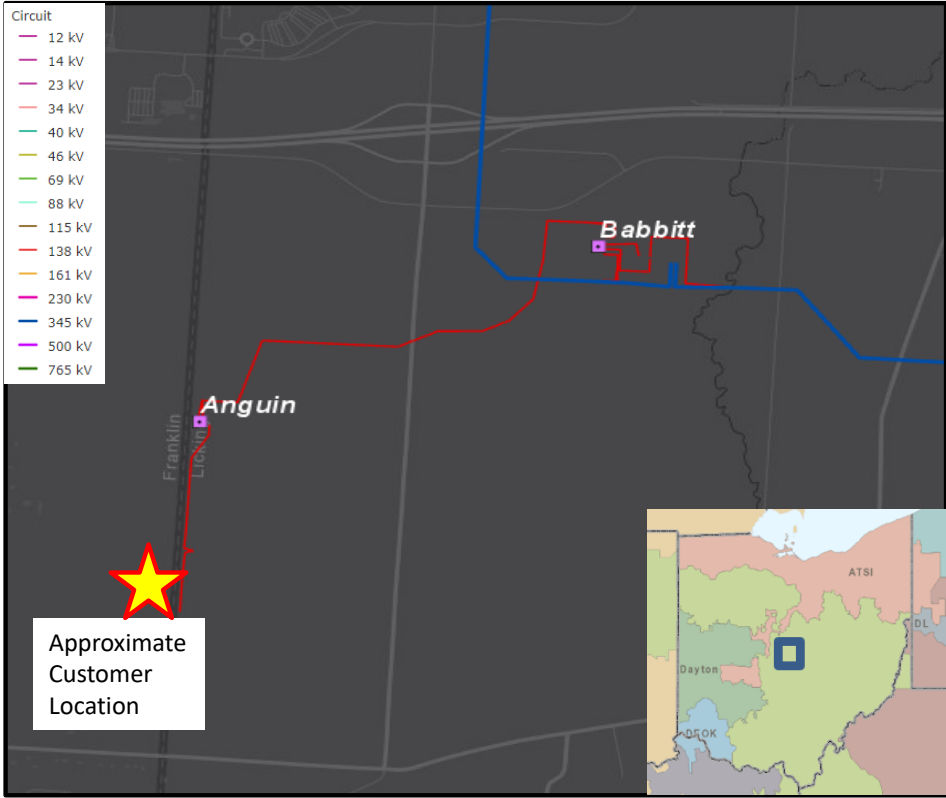 Circuit
12 kV
14 kV
23 kV
34 kV
40 kV
46 kV
69 kV
88 kV
115 kV
138 kV
161 kV
230 kV
345 kV
500 kV
765 kV
Babbitt
Anguin
Franklin
Lickin
Approximate
Customer
Location
ATSI
DL
Dayton
DEOK